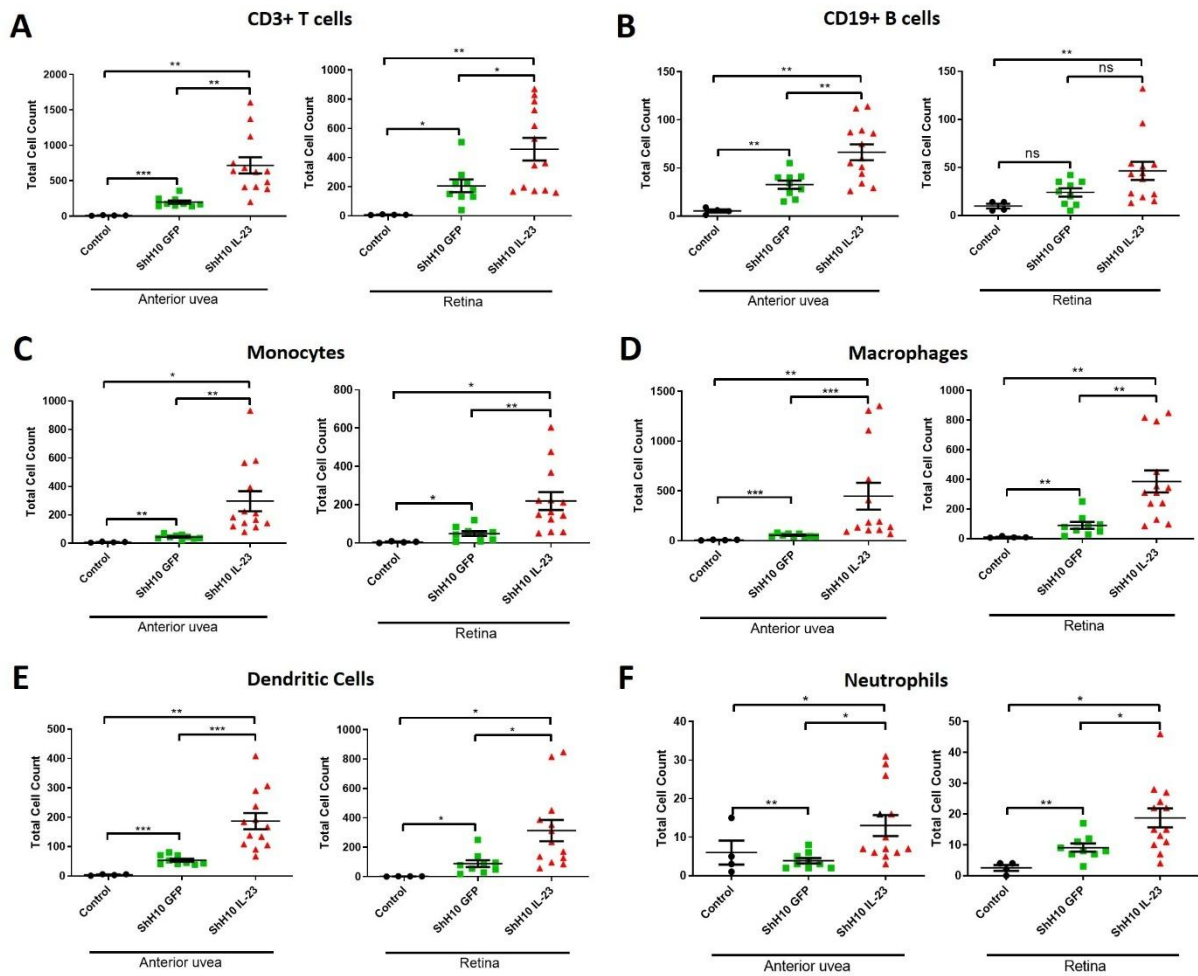 A
CD3+ T cells
Total Cell Count
2000
1500
1000
500
0
**
**
***
Control
ShH10 GFP
ShH10 IL-23
Anterior uvea
Total Cell Count
1000
800
600
400
200
0
**
*
*
Control
ShH10 GFP
ShH10 IL-23
Retina
B
CD19+ B cells
Total Cell Count
150
100
50
0
**
**
**
Control
ShH10 GFP
ShH10 IL-23
Anterior uvea
Total Cell Count
150
100
50
0
**
ns
ns
Control
ShH10 GFP
ShH10 IL-23
Retina
C
Monocytes
Total Cell Count
1000
800
600
400
200
0
*
**
**
Control
ShH10 GFP
ShH10 IL-23
Anterior uvea
Total Cell Count
800
600
400
200
0
*
**
*
Control
ShH10 GFP
ShH10 IL-23
Retina
D
Macrophages
Total Cell Count
1500
1000
500
0
**
***
***
Control
ShH10 GFP
ShH10 IL-23
Anterior uvea
Total Cell Count
1000
800
600
400
200
0
**
**
**
Control
ShH10 GFP
ShH10 IL-23
Retina
E
Dendritic Cells
Total Cell Count
500
400
300
200
100
0
**
***
***
Control
ShH10 GFP
ShH10 IL-23
Anterior uvea
Total Cell Count
1000
800
600
400
200
0
*
*
*
Control
ShH10 GFP
ShH10 IL-23
Retina
F
Neutrophils
Total Cell Count
40
30
20
10
0
*
*
**
Control
ShH10 GFP
ShH10 IL-23
Anterior uvea
Total Cell Count
50
40
30
20
10
0
*
*
**
Control
ShH10 GFP
ShH10 IL-23
Retina